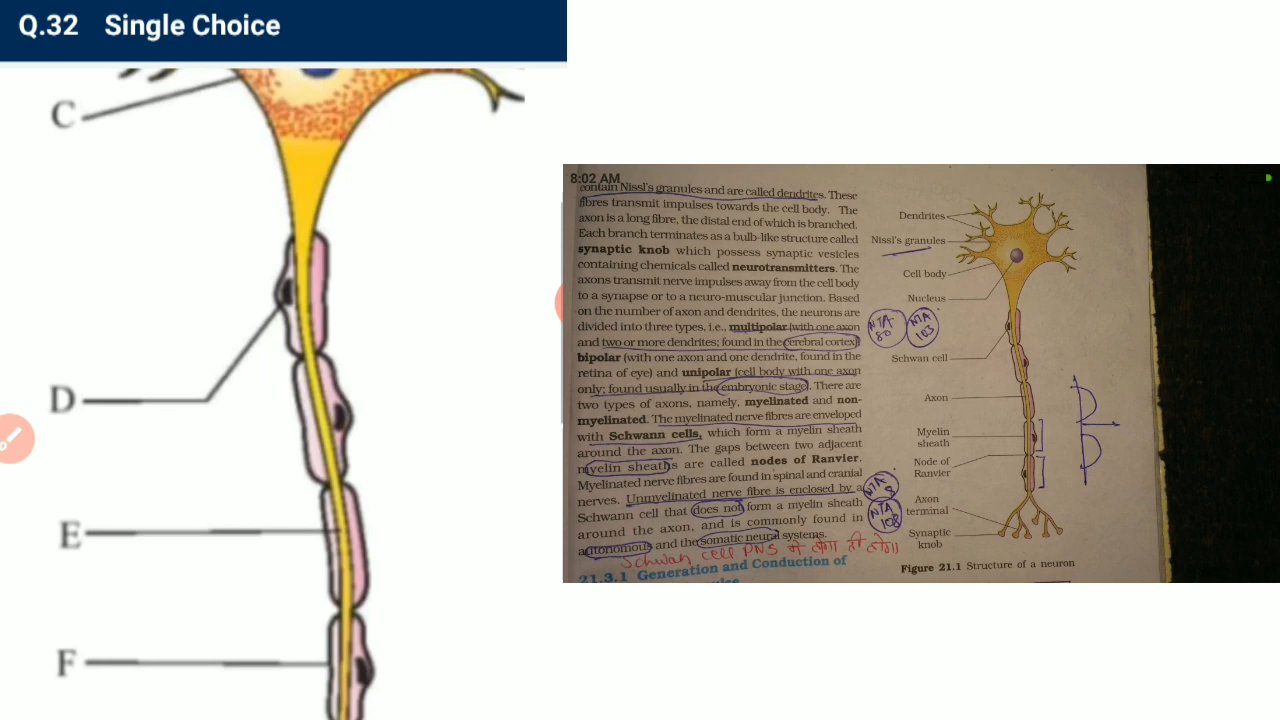 Q.32 Single Choice
C
D
E
F
8:02 AM
contain Nissl's granules and are called dendrites. These
fibres transmit impulses towards the cell body. The
axon is a long fibre, the distal end of which is branched.
Each branch terminates as a bulb-like structure called
synaptic knob which possess synaptic vesicles
containing chemicals called neurotransmitters. The
axons transmit nerve impulses away from the cell body
to a synapse or to a neuro-muscular junction. Based
on the number of axon and dendrites, the neurons are
divided into three types, i.e., multipolar (with one axon
and two or more dendrites; found in the cerebral cortex),
bipolar (with one axon and one dendrite, found in the
retina of eye) and unipolar (cell body with one axon
only; found usually in the embryonic stage). There are
two types of axons, namely, myelinated and non-
myelinated. The myelinated nerve fibres are enveloped
with Schwann cells, which form a myelin sheath
around the axon. The gaps between two adjacent
myelin sheaths are called nodes of Ranvier.
Myelinated nerve fibres are found in spinal and cranial
nerves. Unmyelinated nerve fibre is enclosed by a
Schwann cell that does not form a myelin sheath
around the axon, and is commonly found in
autonomous and the somatic neural systems.
Schwan cell PNS में
21.3.1 Generation and Conduction of
NTA
80
NTA
103
NTA
8
NTA
108
Dendrites
Nissl's granules
Cell body
Nucleus
Schwan cell
Axon
Myelin
sheath
Node of
Ranvier
Axon
terminal
Synaptic
knob
Figure 21.1 Structure of a neuron